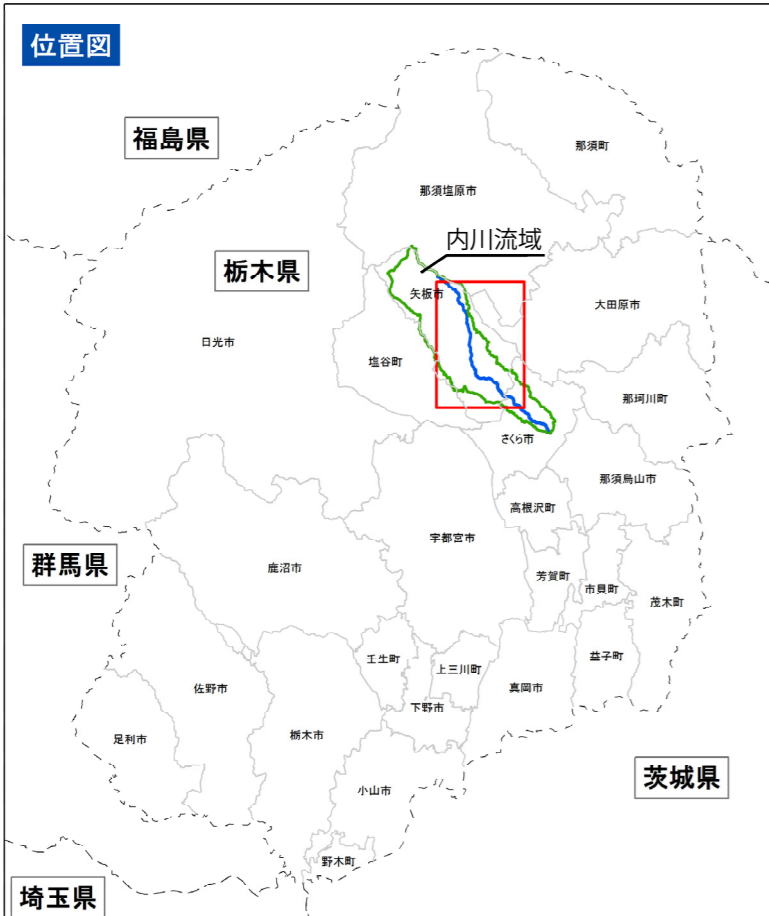 位置図
福島県
那須町
那須塩原市
内川流域
栃木県
矢板市
大田原市
日光市
塩谷町
那珂川町
さくら市
那須烏山市
高根沢町
宇都宮市
群馬県
鹿沼市
芳賀町
市貝町
茂木町
壬生町
上三川町
益子町
佐野市
真岡市
下野市
足利市
栃木市
茨城県
小山市
野木町
埼玉県